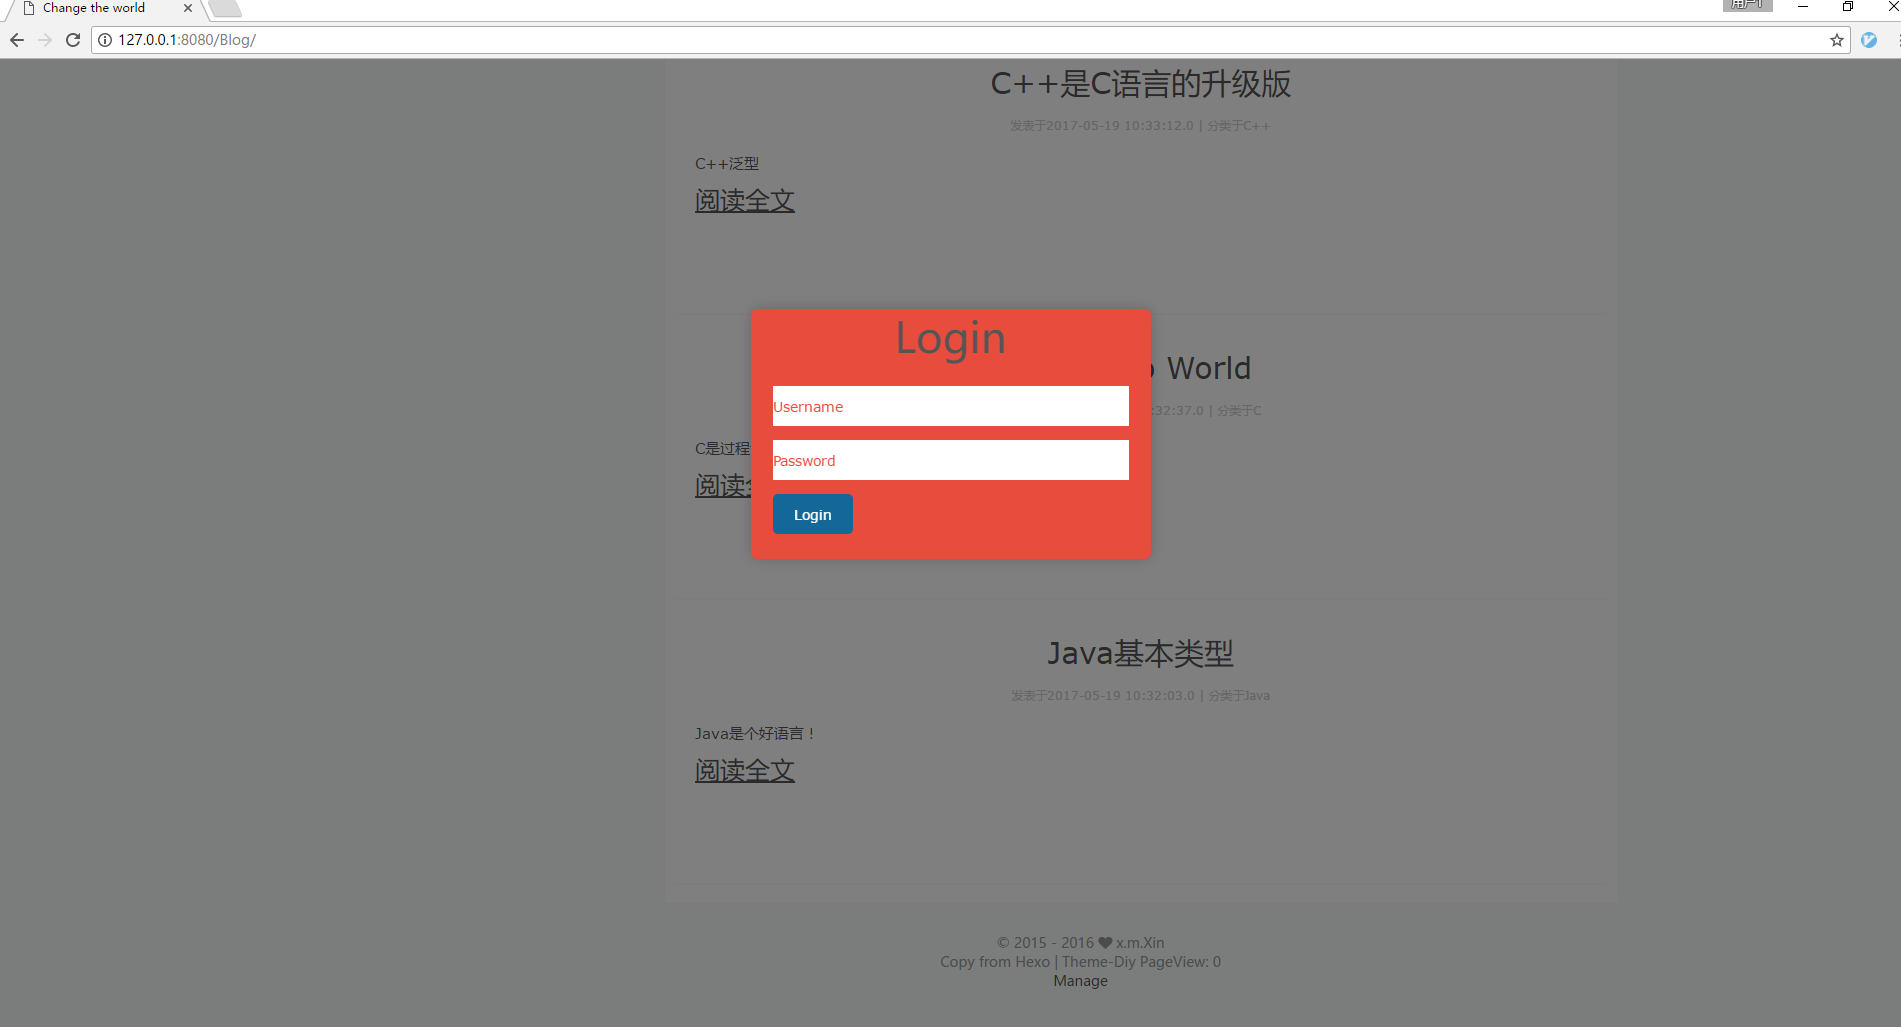 Change the world
用户1
127.0.0.1:8080/Blog/
C++是C语言的升级版
发表于2017-05-19 10:33:12.0 | 分类于C++
C++泛型
阅读全文
Login
World
:32:37.0 | 分类于C
Username
C是过程
Password
阅读
Login
Java基本类型
发表于2017-05-19 10:32:03.0 | 分类于Java
Java是个好语言！
阅读全文
© 2015 - 2016 ♥ x.m.Xin
Copy from Hexo | Theme-Diy PageView: 0
Manage